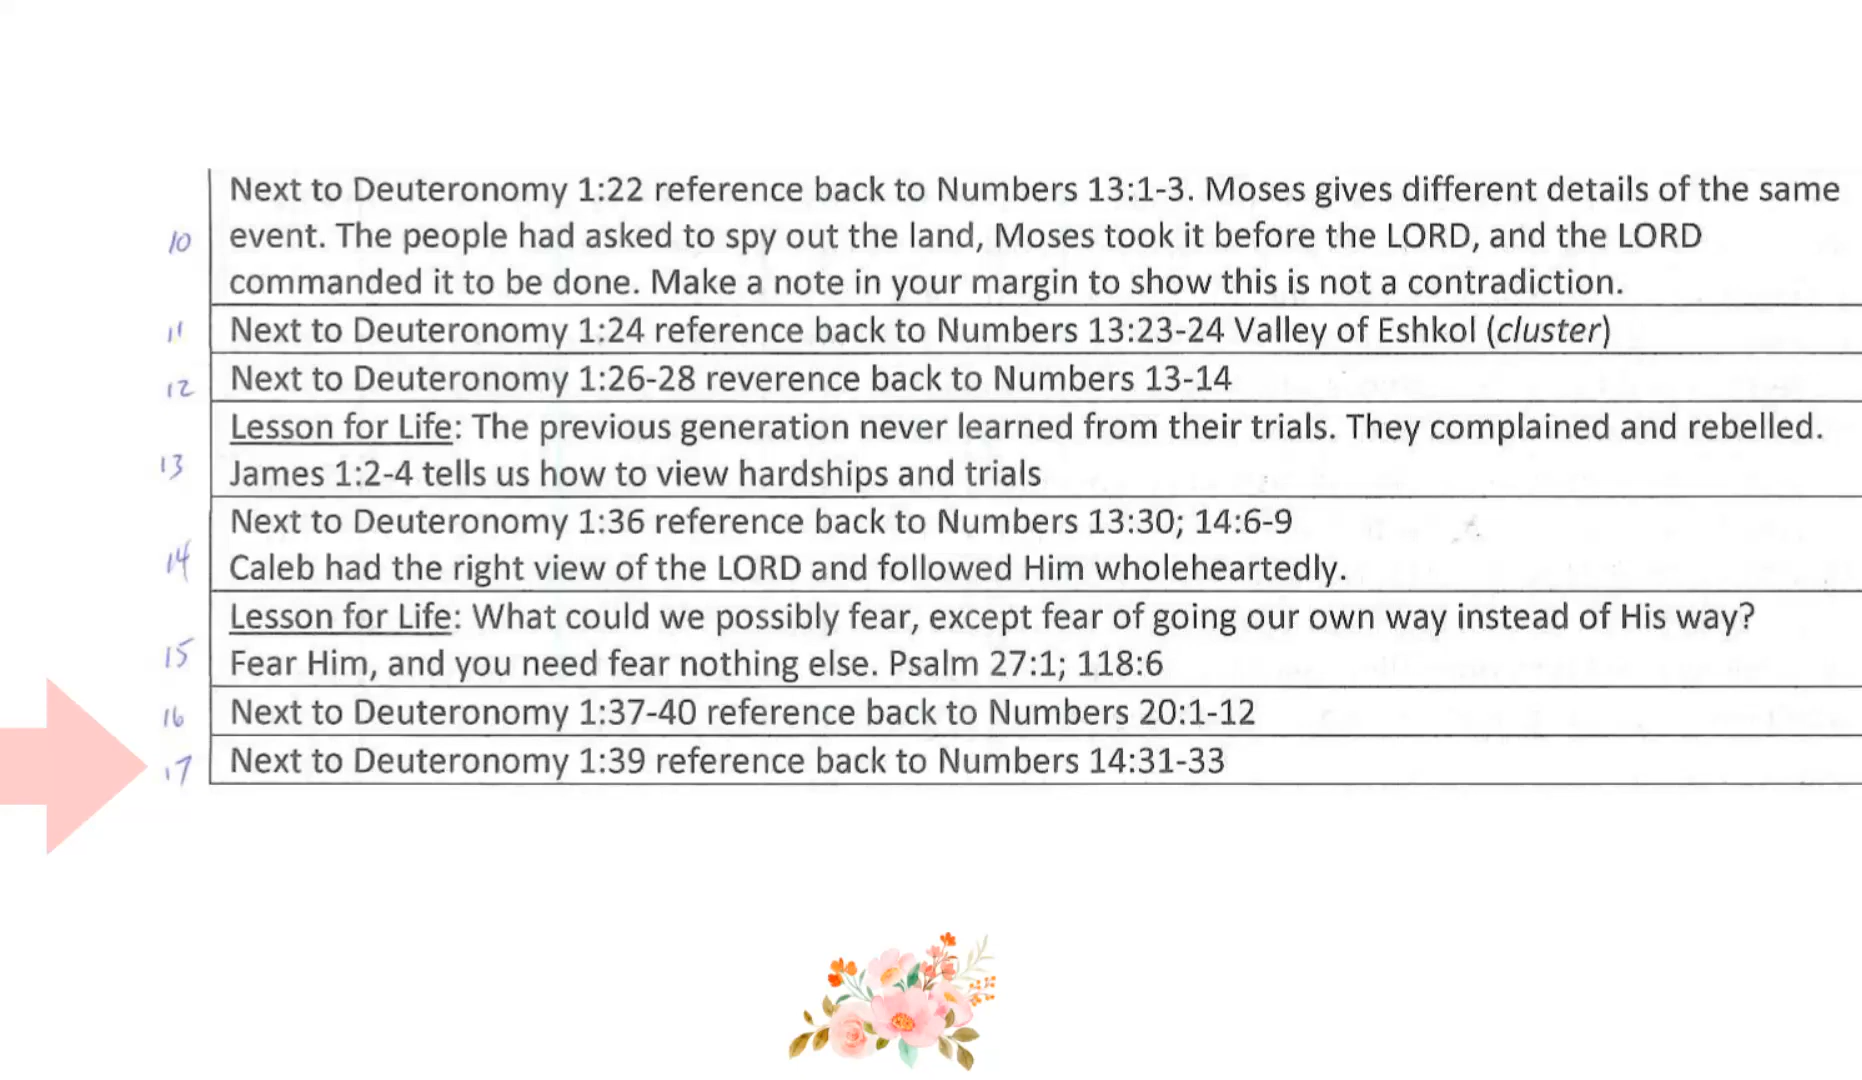 Next to Deuteronomy 1:22 reference back to Numbers 13:1-3. Moses gives different details of the same
10 event. The people had asked to spy out the land, Moses took it before the LORD, and the LORD
commanded it to be done. Make a note in your margin to show this is not a contradiction.
11 Next to Deuteronomy 1:24 reference back to Numbers 13:23-24 Valley of Eshkol (cluster)
12 Next to Deuteronomy 1:26-28 reverence back to Numbers 13-14
Lesson for Life: The previous generation never learned from their trials. They complained and rebelled.
13 James 1:2-4 tells us how to view hardships and trials
Next to Deuteronomy 1:36 reference back to Numbers 13:30; 14:6-9
14 Caleb had the right view of the LORD and followed Him wholeheartedly.
Lesson for Life: What could we possibly fear, except fear of going our own way instead of His way?
15 Fear Him, and you need fear nothing else. Psalm 27:1; 118:6
16 Next to Deuteronomy 1:37-40 reference back to Numbers 20:1-12
17 Next to Deuteronomy 1:39 reference back to Numbers 14:31-33